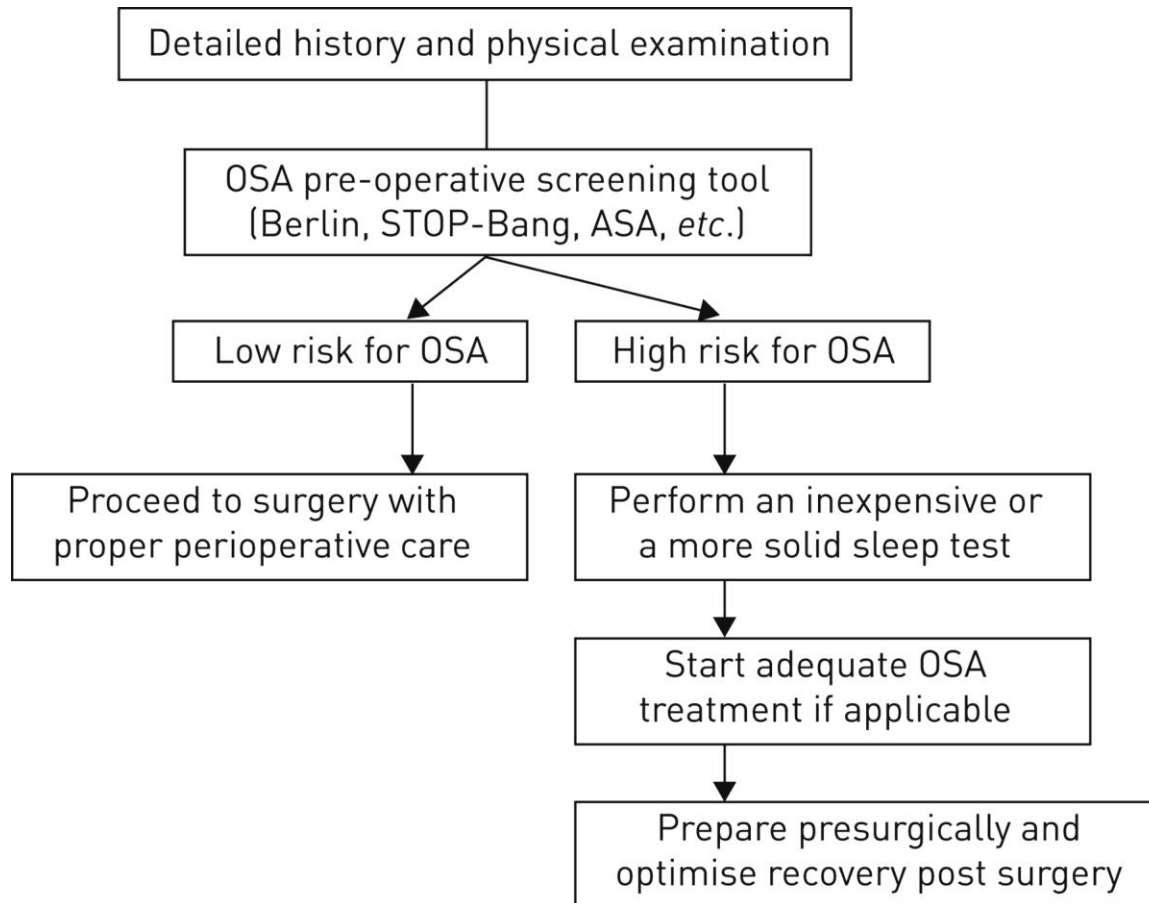 Detailed history and physical examination
OSA pre-operative screening tool
(Berlin, STOP-Bang, ASA, etc.)
Low risk for OSA
High risk for OSA
Proceed to surgery with
proper perioperative care
Perform an inexpensive or
a more solid sleep test
Start adequate OSA
treatment if applicable
Prepare presurgically and
optimise recovery post surgery